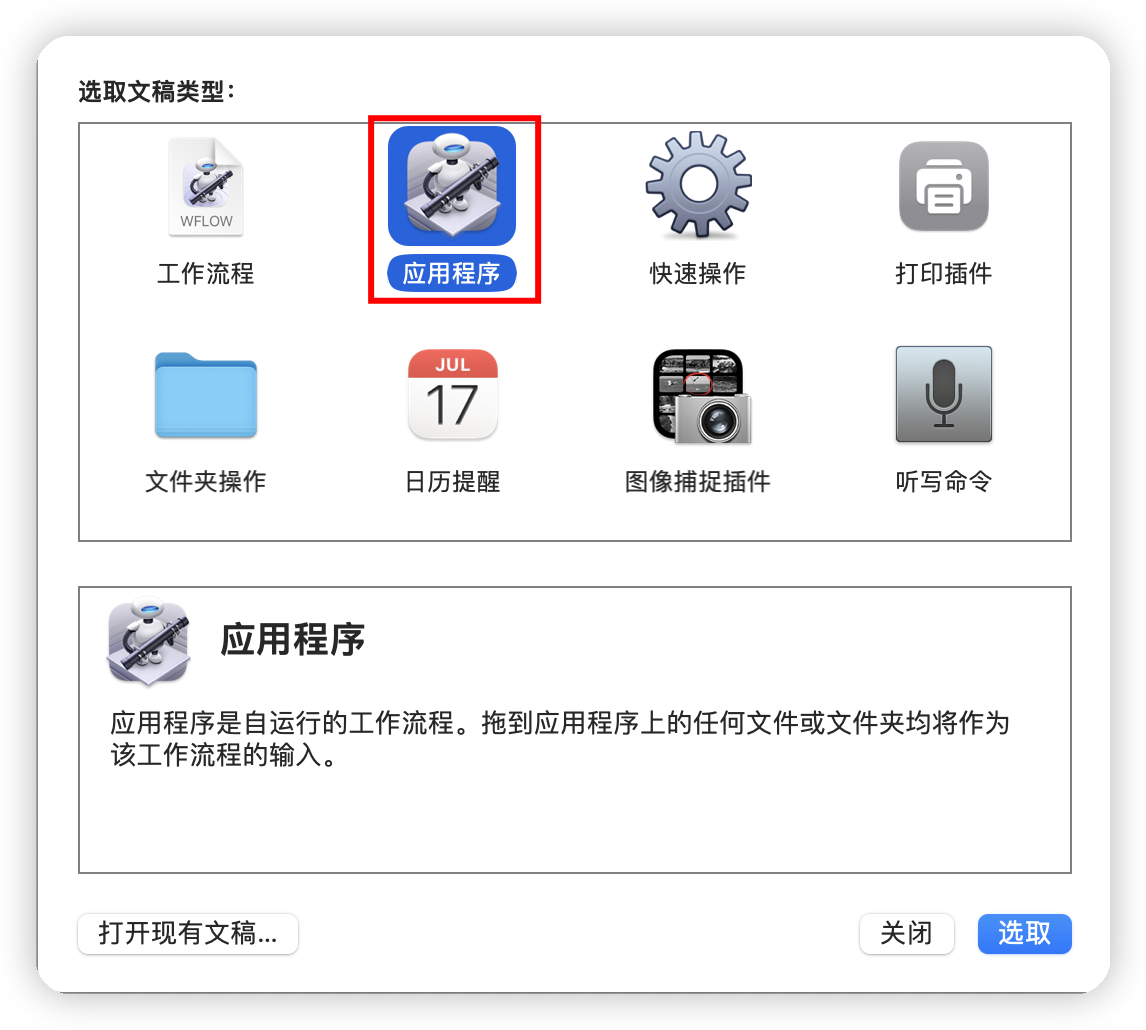 选取文稿类型：
WFLOW
工作流程
应用程序
快速操作
打印插件
JUL
17
文件夹操作
日历提醒
图像捕捉插件
听写命令
应用程序
应用程序是自运行的工作流程。拖到应用程序上的任何文件或文件夹均将作为
该工作流程的输入。
打开现有文稿...
关闭
选取